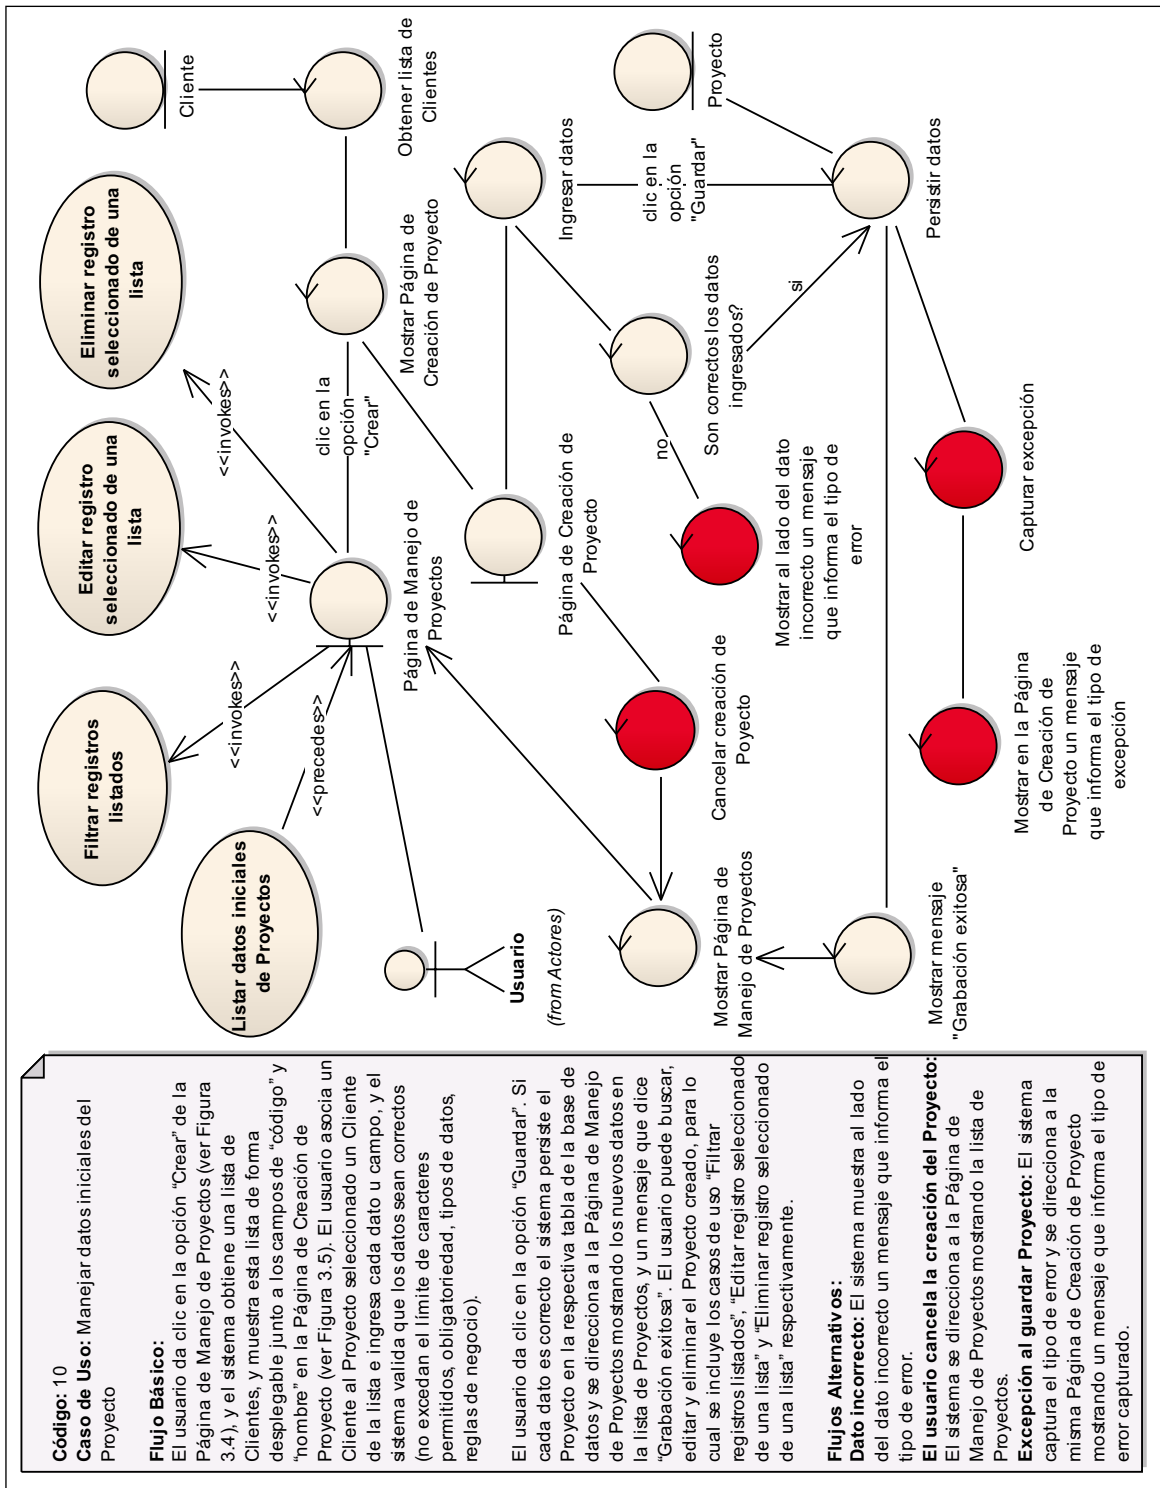 Código: 10
Caso de Uso: Manejar datos iniciales del
Proyecto
Flujo Básico:
El usuario da clic en la opción “Crear” de la
Página de Manejo de Proyectos (ver Figura
3.4), y el sistema obtiene una lista de
Clientes, y muestra esta lista de forma
desplegable junto a los campos de “código” y
“nombre” en la Página de Creación de
Proyecto (ver Figura 3.5). El usuario asocia un
Cliente al Proyecto seleccionado un Cliente
de la lista e ingresa cada dato u campo, y el
sistema valida que los datos sean correctos
(no excedan el límite de caracteres
permitidos, obligatoriedad, tipos de datos,
reglas de negocio).
El usuario da clic en la opción “Guardar”. Si
cada dato es correcto el sistema persiste el
Proyecto en la respectiva tabla de la base de
datos y se direcciona a la Página de Manejo
de Proyectos mostrando los nuevos datos en
la lista de Proyectos, y un mensaje que dice
“Grabación exitosa”. El usuario puede buscar,
editar y eliminar el Proyecto creado, para lo
cual se incluye los casos de uso “Filtrar
registros listados”, “Editar registro seleccionado
de una lista” y “Eliminar registro seleccionado
de una lista” respectivamente.
Flujos Alternativos:
Dato incorrecto: El sistema muestra al lado
del dato incorrecto un mensaje que informa el
tipo de error.
El usuario cancela la creación del Proyecto:
El sistema se direcciona a la Página de
Manejo de Proyectos mostrando la lista de
Proyectos.
Excepción al guardar Proyecto: El sistema
captura el tipo de error y se direcciona a la
misma Página de Creación de Proyecto
mostrando un mensaje que informa el tipo de
error capturado.
Filtrar registros
listados
Editar registro
seleccionado de una
lista
Eliminar registro
seleccionado de una
lista
Cliente
Listar datos iniciales
de Proyectos
<<invokes>>
<<invokes>>
<<invokes>>
<<precedes>>
clic en la
opción
"Crear"
Obtener lista de
Clientes
Página de Manejo de
Proyectos
Mostrar Página de
Creación de Proyecto
Usuario
(from Actores)
Página de Creación de
Proyecto
Ingresar datos
clic en la
opción
"Guardar"
Proyecto
Mostrar Página de
Manejo de Proyectos
Cancelar creación de
Poyecto
no
Son correctos los datos
ingresados?
si
Mostrar al lado del dato
incorrecto un mensaje
que informa el tipo de
error
Persistir datos
Mostrar mensaje
"Grabación exitosa"
Mostrar en la Página
de Creación de
Proyecto un mensaje
que informa el tipo de
excepción
Capturar excepción